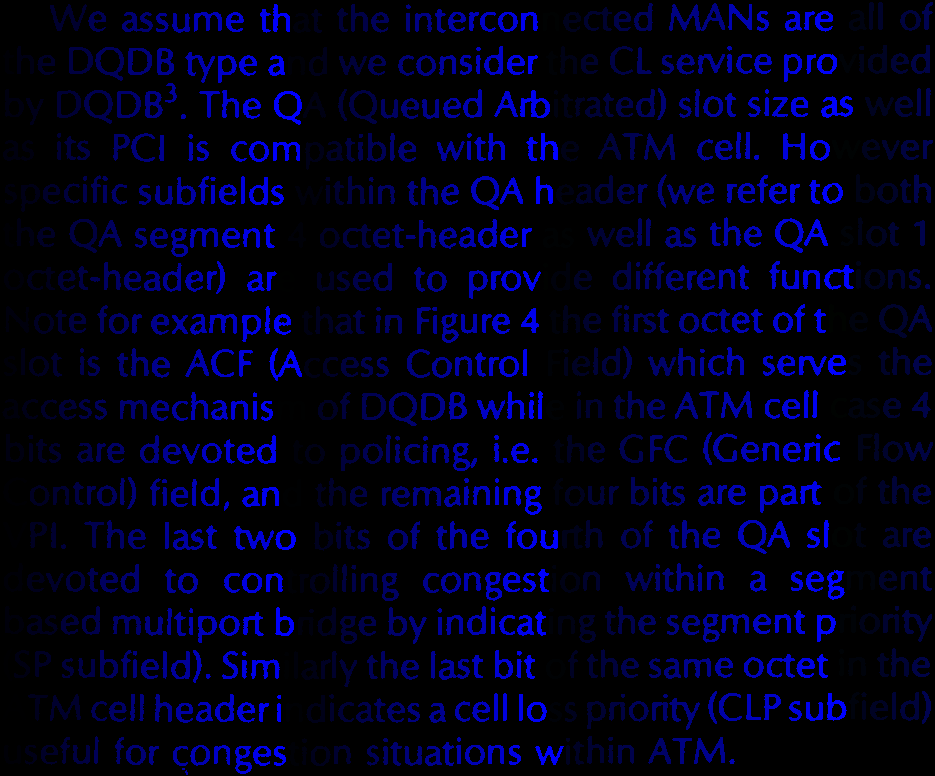 We assume that the interconnected MANs are all of
the DQDB type and we consider the CL service provided
by DQDB³. The QA (Queued Arbitrated) slot size as well
as its PCI is compatible with the ATM cell. However
specific subfields within the QA header (we refer to both
the QA segment octet-header as well as the QA slot 1
octet-header) are used to provide different functions.
Note for example that in Figure 4 the first octet of the QA
slot is the ACF (Access Control Field) which serves the
access mechanism of DQDB while in the ATM cell case 4
bits are devoted to policing, i.e. the GFC (Generic Flow
Control) field, and the remaining four bits are part of the
VPI. The last two bits of the fourth of the QA slot are
devoted to controlling congestion within a segment
based multiport bridge by indicating the segment priority
(SP subfield). Similarly the last bit of the same octet in the
ATM cell header indicates a cell loss priority (CLP subfield)
useful for congestion situations within ATM.